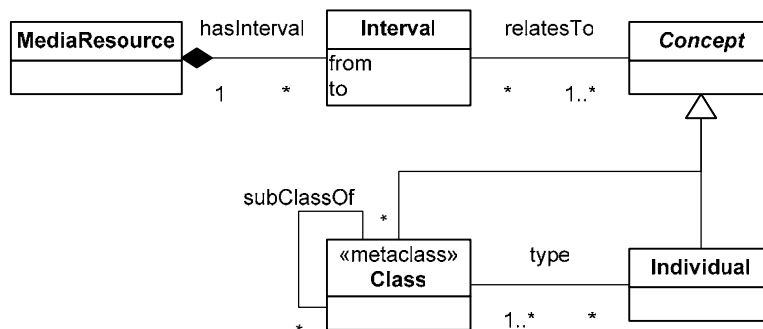 hasInterval
relatesTo
MediaResource
Interval
Concept
from
to
1
*
*
1..*
subClassOf
*
«metaclass»
Class
type
Individual
1..*
*
*